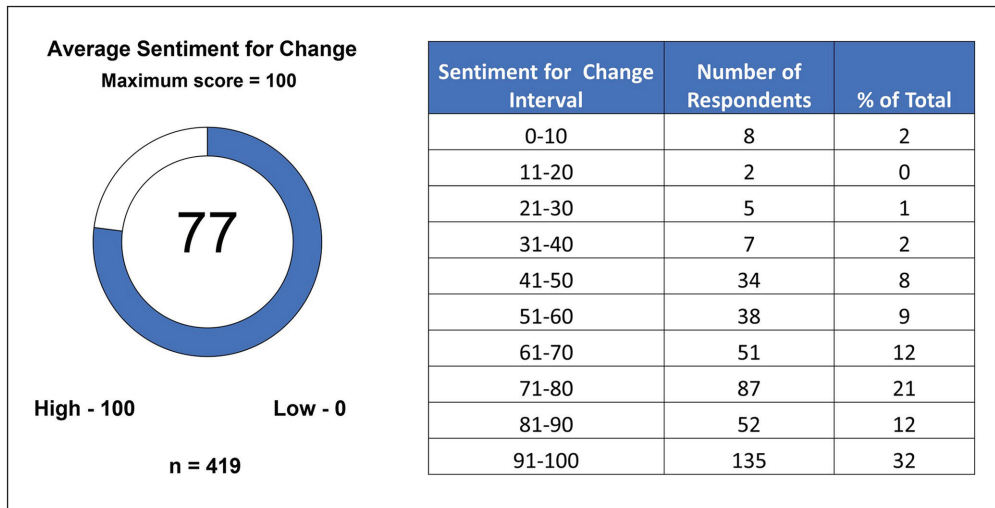 Average Sentiment for Change
Maximum score = 100
77
High - 100 Low - 0
n = 419
Sentiment for Change Interval Number of Respondents % of Total
0-10 8 2
11-20 2 0
21-30 5 1
31-40 7 2
41-50 34 8
51-60 38 9
61-70 51 12
71-80 87 21
81-90 52 12
91-100 135 32